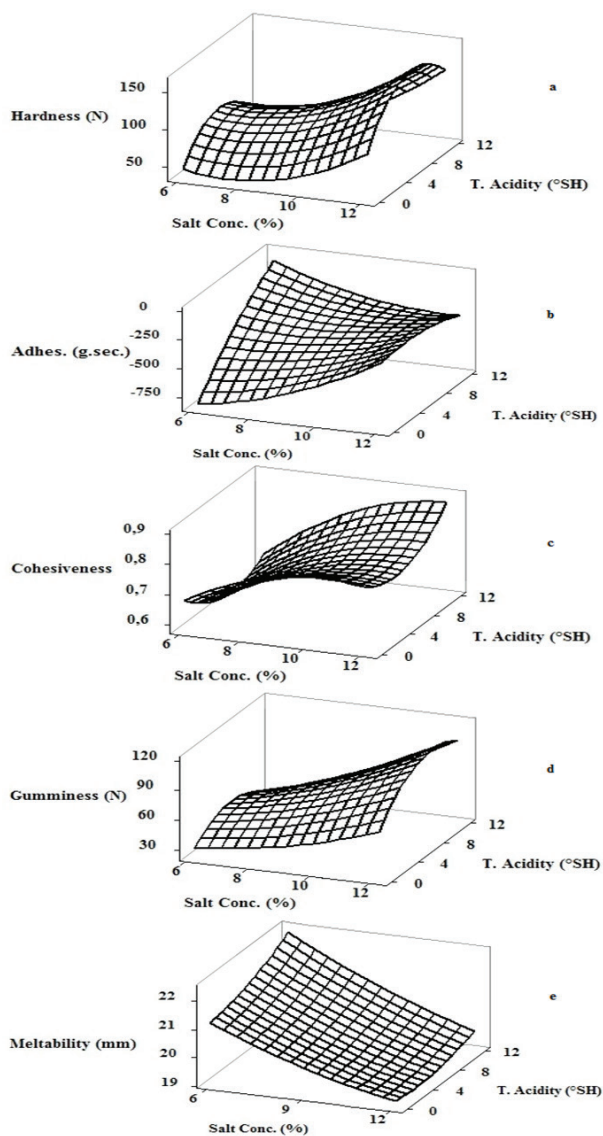 150
a
Hardness (N)
100
12
50
8
T. Acidity (°SH)
4
6
8
0
10
12
Salt Conc. (%)
0
b
-250
Adhes. (g.sec.)
12
-500
8
-750
T. Acidity (°SH)
4
6
8
0
10
12
Salt Conc. (%)
0,9
0,8
c
Cohesiveness
0,7
12
0,6
8
T. Acidity (°SH)
4
6
8
0
10
12
Salt Conc. (%)
120
d
90
Gumminess (N)
60
12
30
8
T. Acidity (°SH)
4
6
8
0
10
12
Salt Conc. (%)
22
e
21
Meltability (mm)
20
12
19
8
T. Acidity (°SH)
4
6
0
9
12
Salt Conc. (%)